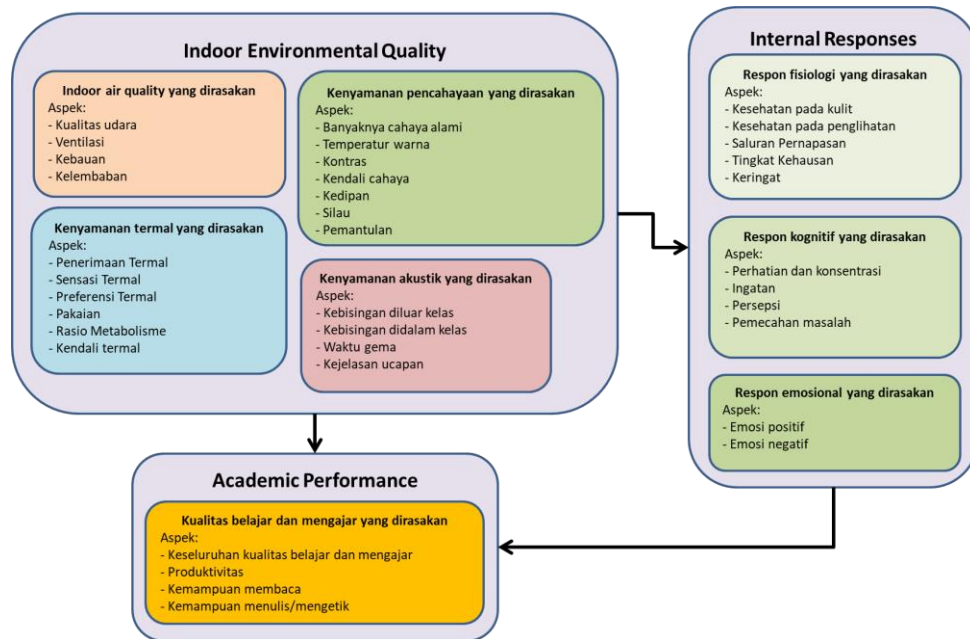 Indoor Environmental Quality
Indoor air quality yang dirasakan
Aspek:
- Kualitas udara
- Ventilasi
- Kebauan
- Kelembaban
Kenyamanan pencahayaan yang dirasakan
Aspek:
- Banyaknya cahaya alami
- Temperatur warna
- Kontras
- Kendali cahaya
- Kedipan
- Silau
- Pemantulan
Kenyamanan termal yang dirasakan
Aspek:
- Penerimaan Termal
- Sensasi Termal
- Preferensi Termal
- Pakaian
- Rasio Metabolisme
- Kendali termal
Kenyamanan akustik yang dirasakan
Aspek:
- Kebisingan diluar kelas
- Kebisingan didalam kelas
- Waktu gema
- Kejelasan ucapan
Internal Responses
Respon fisiologi yang dirasakan
Aspek:
- Kesehatan pada kulit
- Kesehatan pada penglihatan
- Saluran Pernapasan
- Tingkat Kehausan
- Keringat
Respon kognitif yang dirasakan
Aspek:
- Perhatian dan konsentrasi
- Ingatan
- Persepsi
- Pemecahan masalah
Respon emosional yang dirasakan
Aspek:
- Emosi positif
- Emosi negatif
Academic Performance
Kualitas belajar dan mengajar yang dirasakan
Aspek:
- Keseluruhan kualitas belajar dan mengajar
- Produktivitas
- Kemampuan membaca
- Kemampuan menulis/mengetik